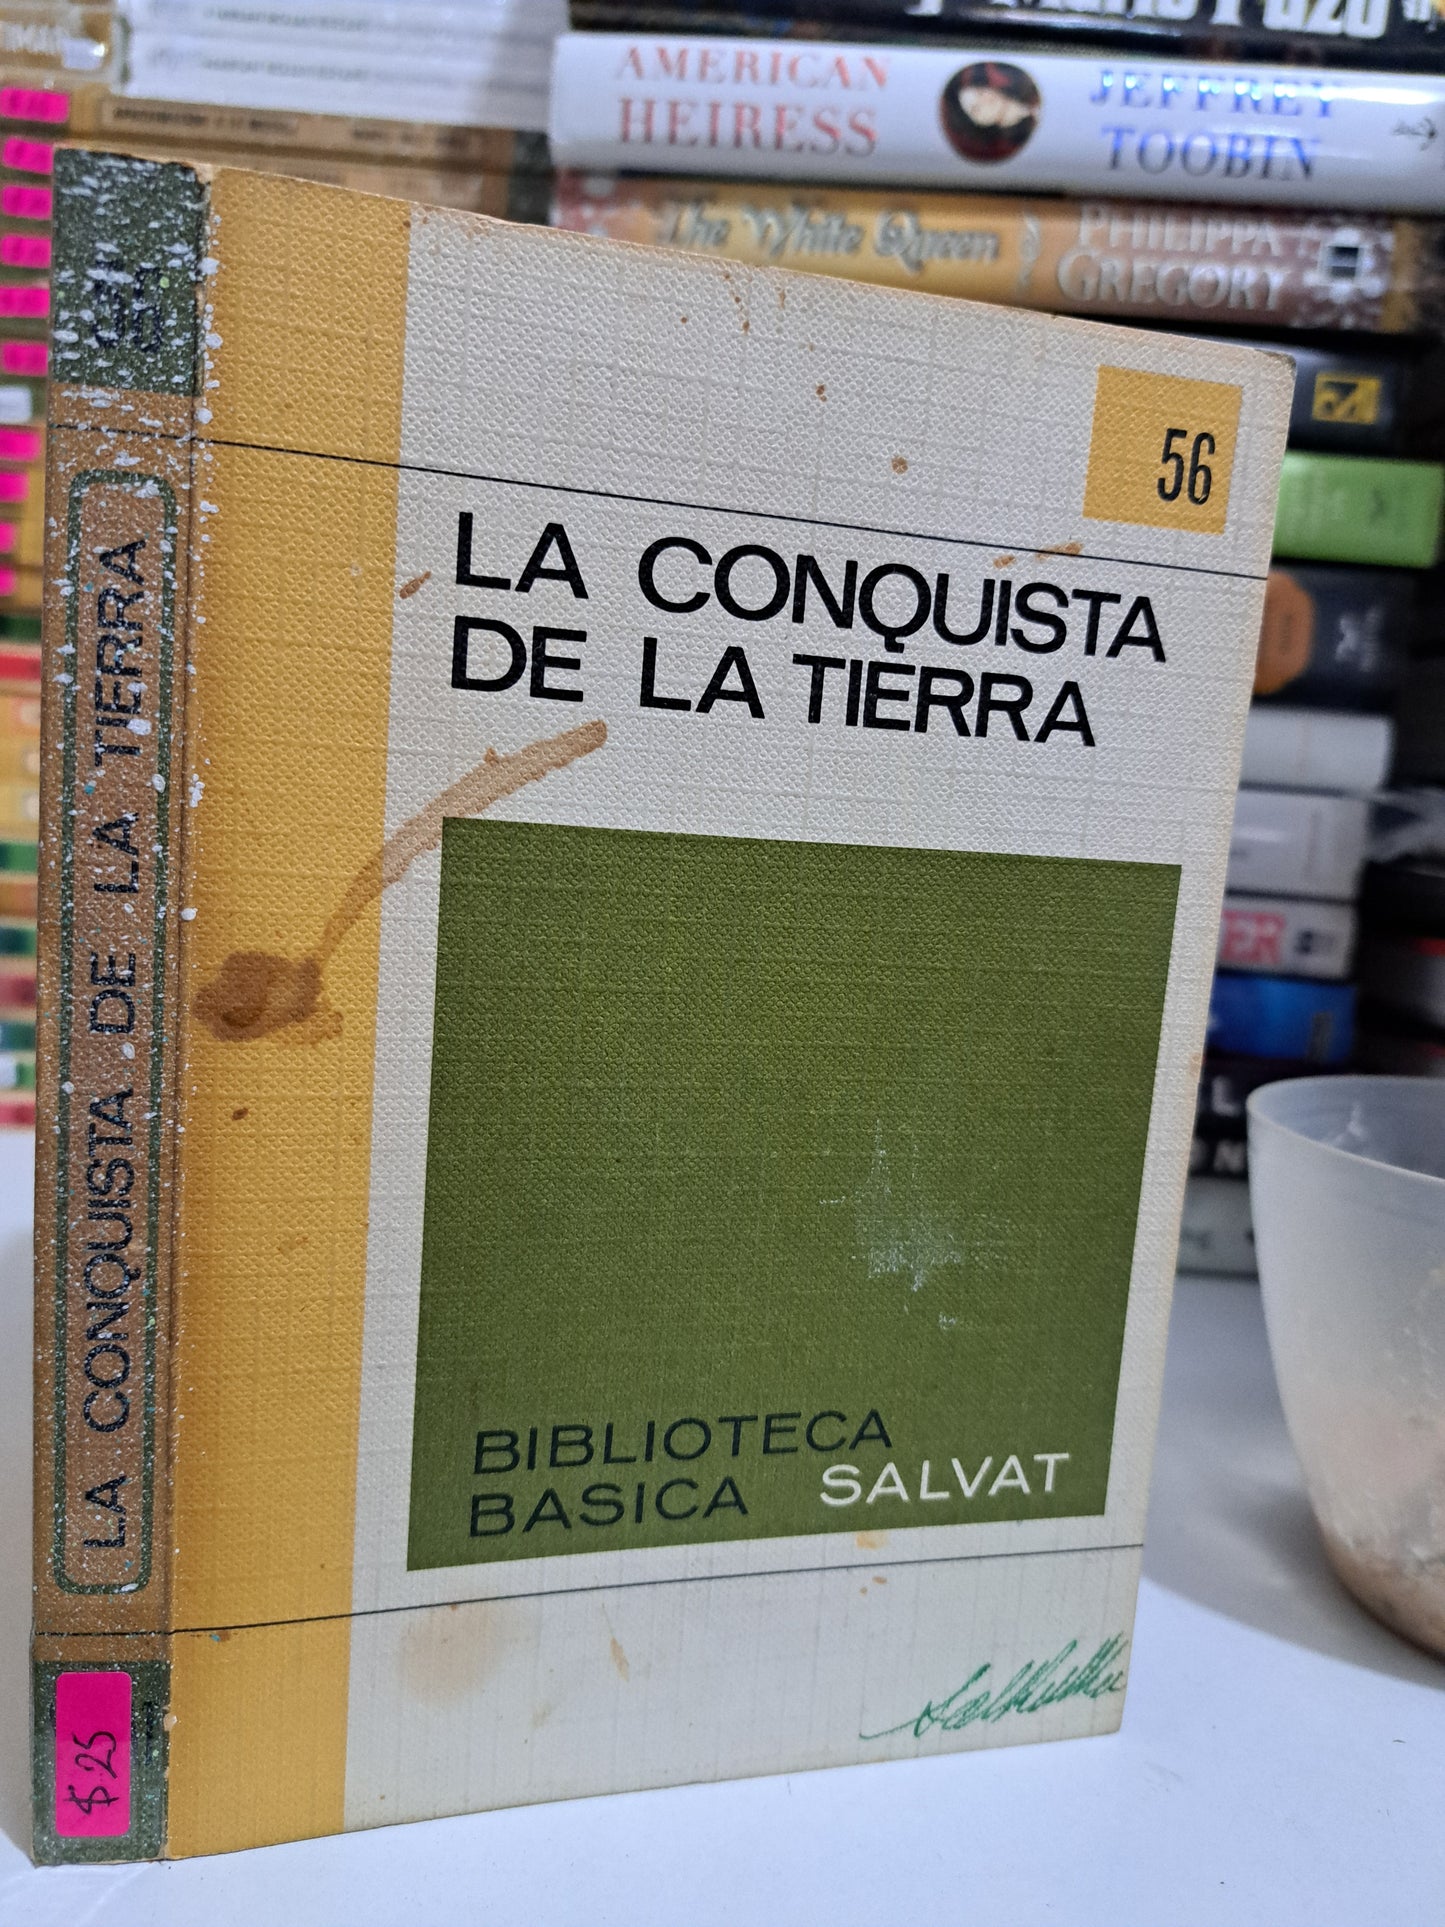 AMERICAN
HEIRESS
JEFFREY
TOOBIN
The White Queen
PHILIPPA
GREGORY
56
LA CONQUISTA
DE LA TIERRA
BIBLIOTECA
BASICA SALVAT
LA CONQUISTA DE LA TIERRA
$25